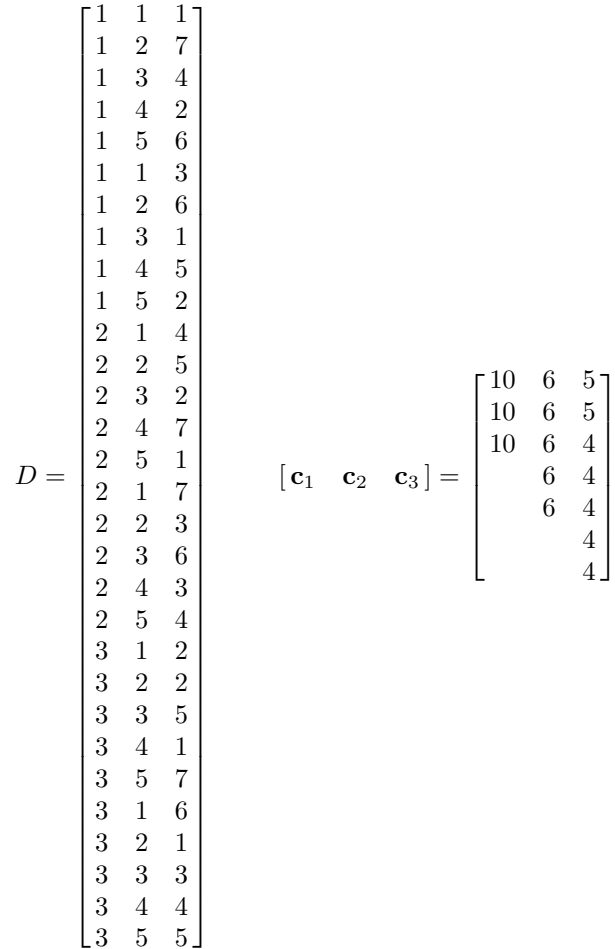 1 1 1
1 2 7
1 3 4
1 4 2
1 5 6
1 1 3
1 2 6
1 3 1
1 4 5
1 5 2
2 1 4
2 2 5
2 3 2
2 4 7
D = 2 5 1
2 1 7
2 2 3
2 3 6
2 4 3
2 5 4
3 1 2
3 2 2
3 3 5
3 4 1
3 5 7
3 1 6
3 2 1
3 3 3
3 4 4
3 5 5
[ c₁ c₂ c₃ ] =
10 6 5
10 6 5
10 6 4
6 4
6 4
4
4